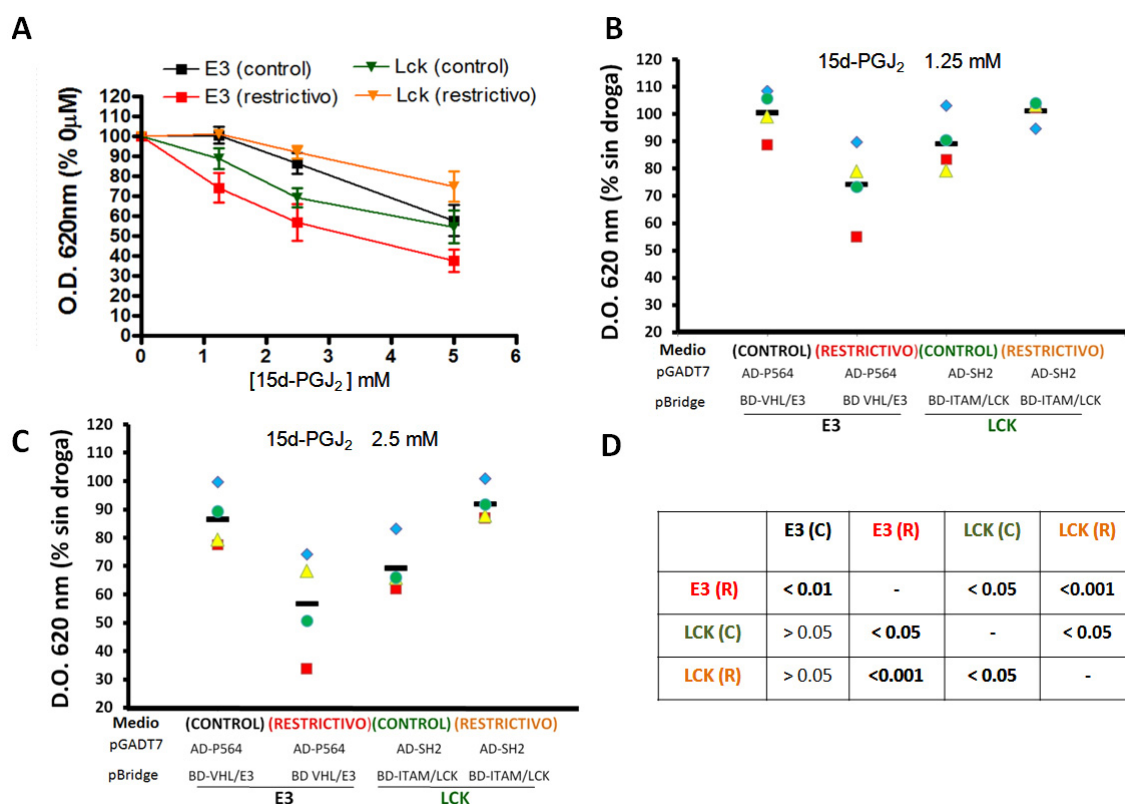 A
E3 (control) Lck (control)
E3 (restrictivo) Lck (restrictivo)
O.D. 620nm (% 0µM)
120
110
100
90
80
70
60
50
40
30
20
10
0
0 1 2 3 4 5 6
[15d-PGJ2 ] mM
B
15d-PGJ2 1.25 mM
D.O. 620 nm (% sin droga)
120
110
100
90
80
70
60
50
40
30
20
Medio (CONTROL) (RESTRICTIVO) (CONTROL) (RESTRICTIVO)
pGADT7 AD-P564 AD-P564 AD-SH2 AD-SH2
pBridge BD-VHL/E3 BD VHL/E3 BD-ITAM/LCK BD-ITAM/LCK
E3 LCK
C
15d-PGJ2 2.5 mM
D.O. 620 nm (% sin droga)
120
110
100
90
80
70
60
50
40
30
20
Medio (CONTROL) (RESTRICTIVO) (CONTROL) (RESTRICTIVO)
pGADT7 AD-P564 AD-P564 AD-SH2 AD-SH2
pBridge BD-VHL/E3 BD VHL/E3 BD-ITAM/LCK BD-ITAM/LCK
E3 LCK
D
E3 (C) E3 (R) LCK (C) LCK (R)
E3 (R) < 0.01 - < 0.05 <0.001
LCK (C) > 0.05 < 0.05 - < 0.05
LCK (R) > 0.05 <0.001 < 0.05 -